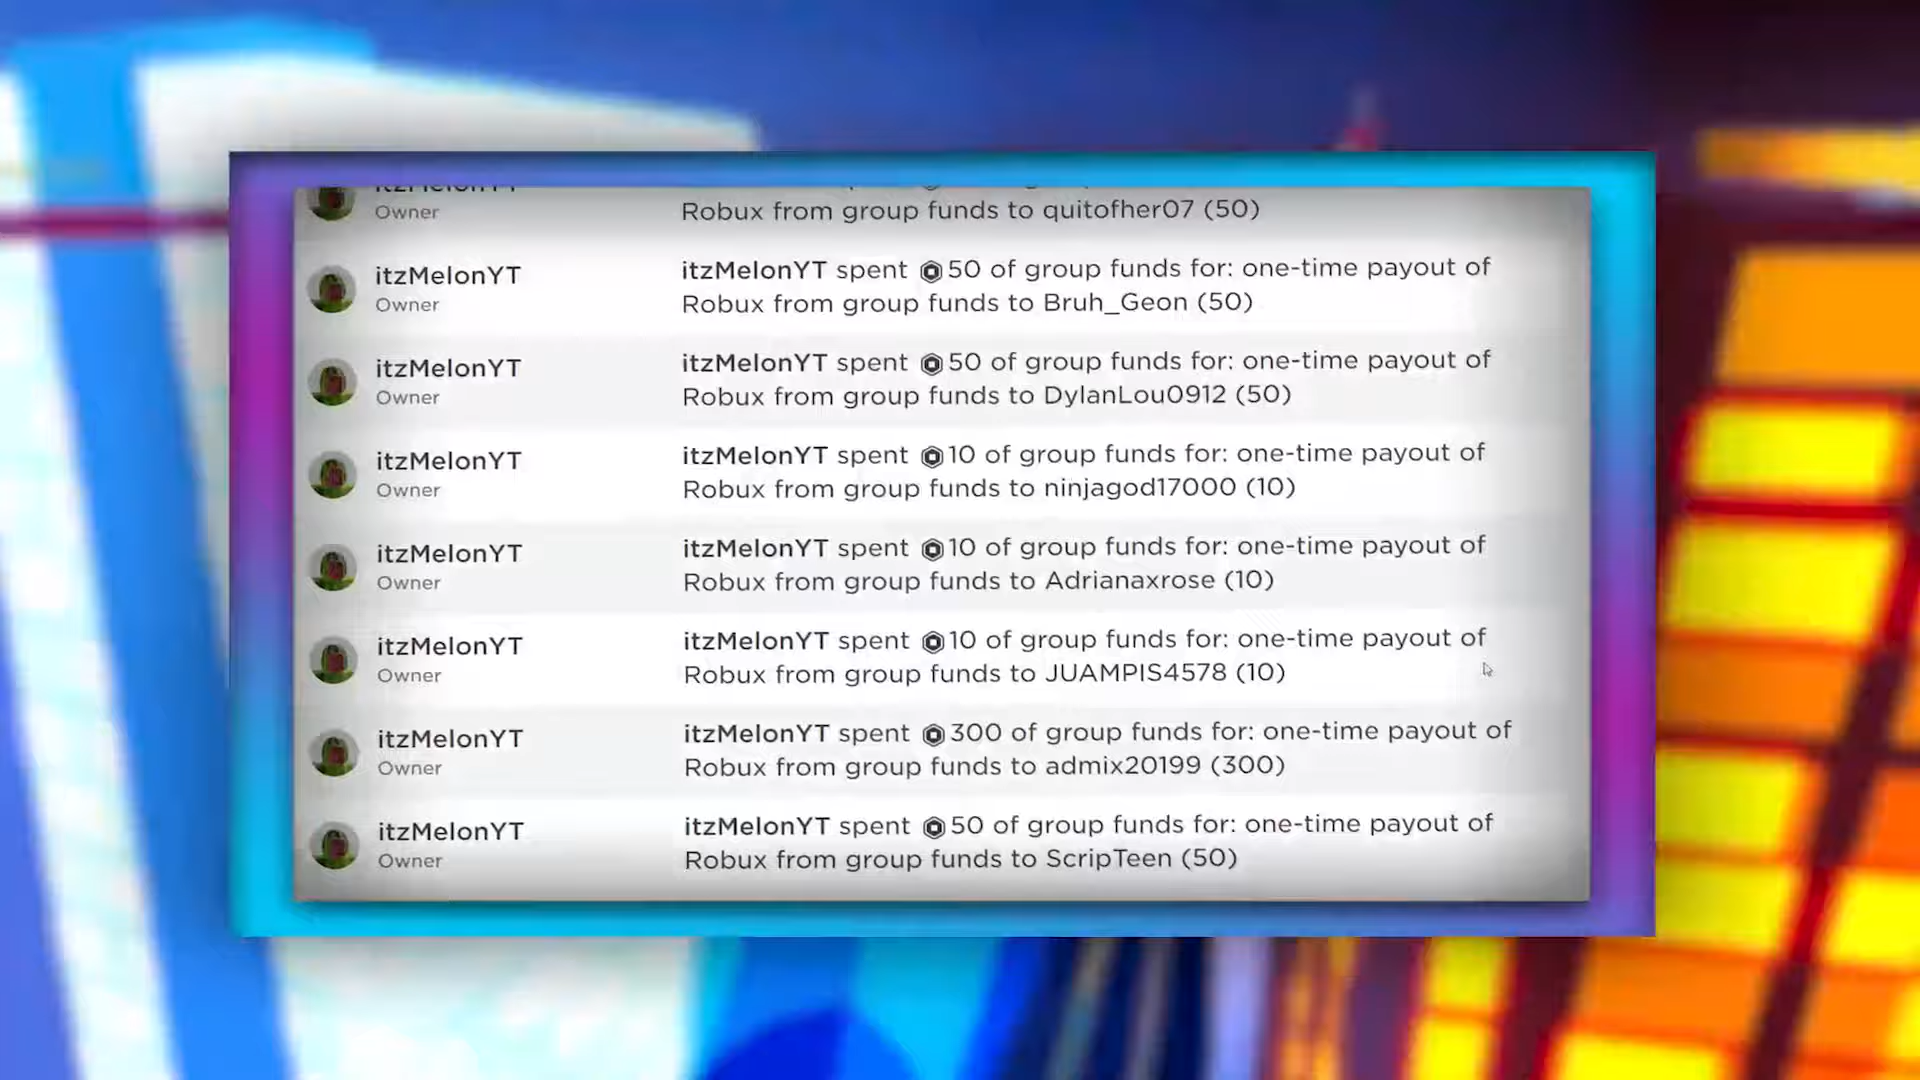 itzMelonYT
Owner
Robux from group funds to quitofher07 (50)
itzMelonYT
Owner
itzMelonYT spent 50 of group funds for: one-time payout of
Robux from group funds to Bruh_Geon (50)
itzMelonYT
Owner
itzMelonYT spent 50 of group funds for: one-time payout of
Robux from group funds to DylanLou0912 (50)
itzMelonYT
Owner
itzMelonYT spent 10 of group funds for: one-time payout of
Robux from group funds to ninjagod17000 (10)
itzMelonYT
Owner
itzMelonYT spent 10 of group funds for: one-time payout of
Robux from group funds to Adrianaxrose (10)
itzMelonYT
Owner
itzMelonYT spent 10 of group funds for: one-time payout of
Robux from group funds to JUAMPIS4578 (10)
itzMelonYT
Owner
itzMelonYT spent 300 of group funds for: one-time payout of
Robux from group funds to admix20199 (300)
itzMelonYT
Owner
itzMelonYT spent 50 of group funds for: one-time payout of
Robux from group funds to ScripTeen (50)